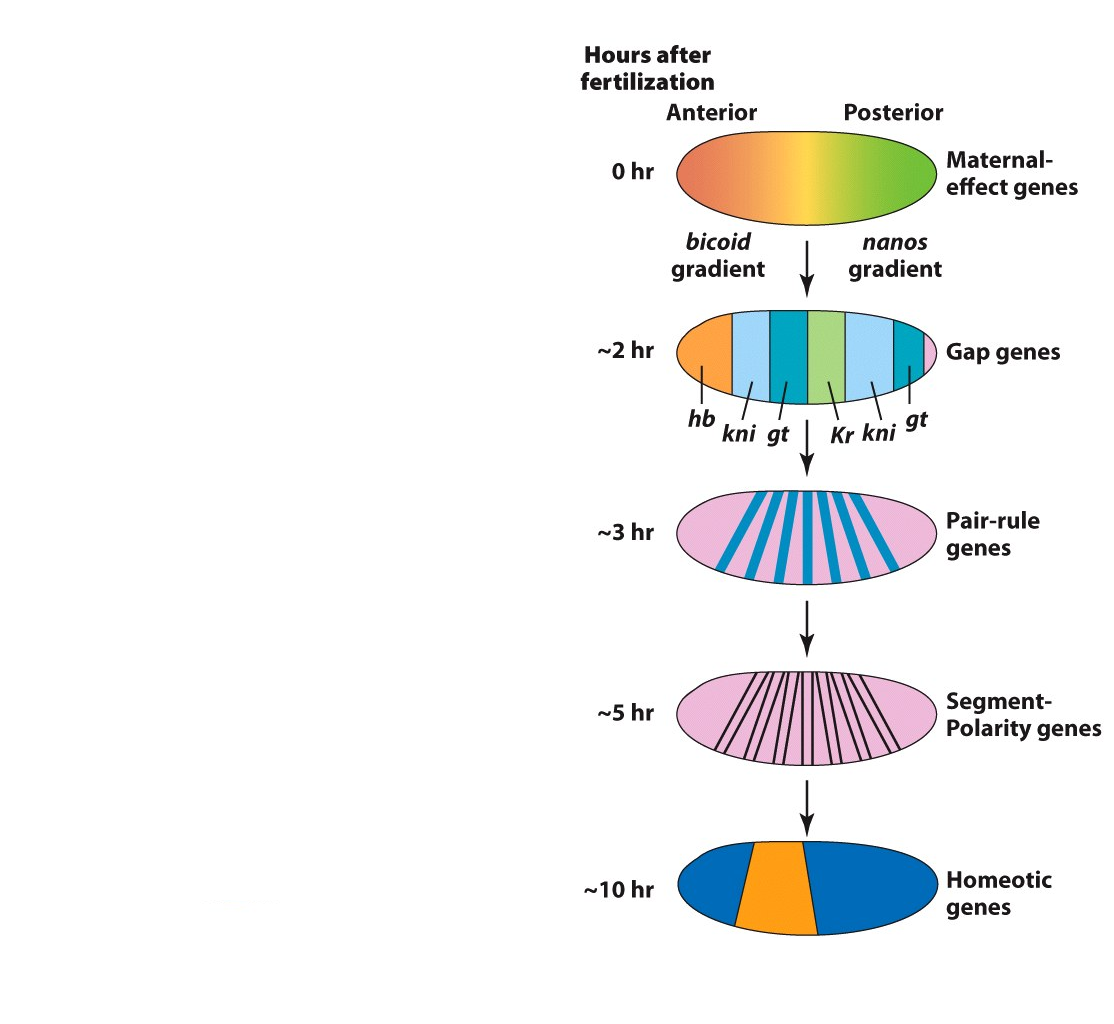 Hours after
fertilization
Anterior Posterior
0 hr
Maternal-
effect genes
bicoid
gradient
nanos
gradient
~2 hr
Gap genes
hb kni gt Kr kni gt
~3 hr
Pair-rule
genes
~5 hr
Segment-
Polarity genes
~10 hr
Homeotic
genes